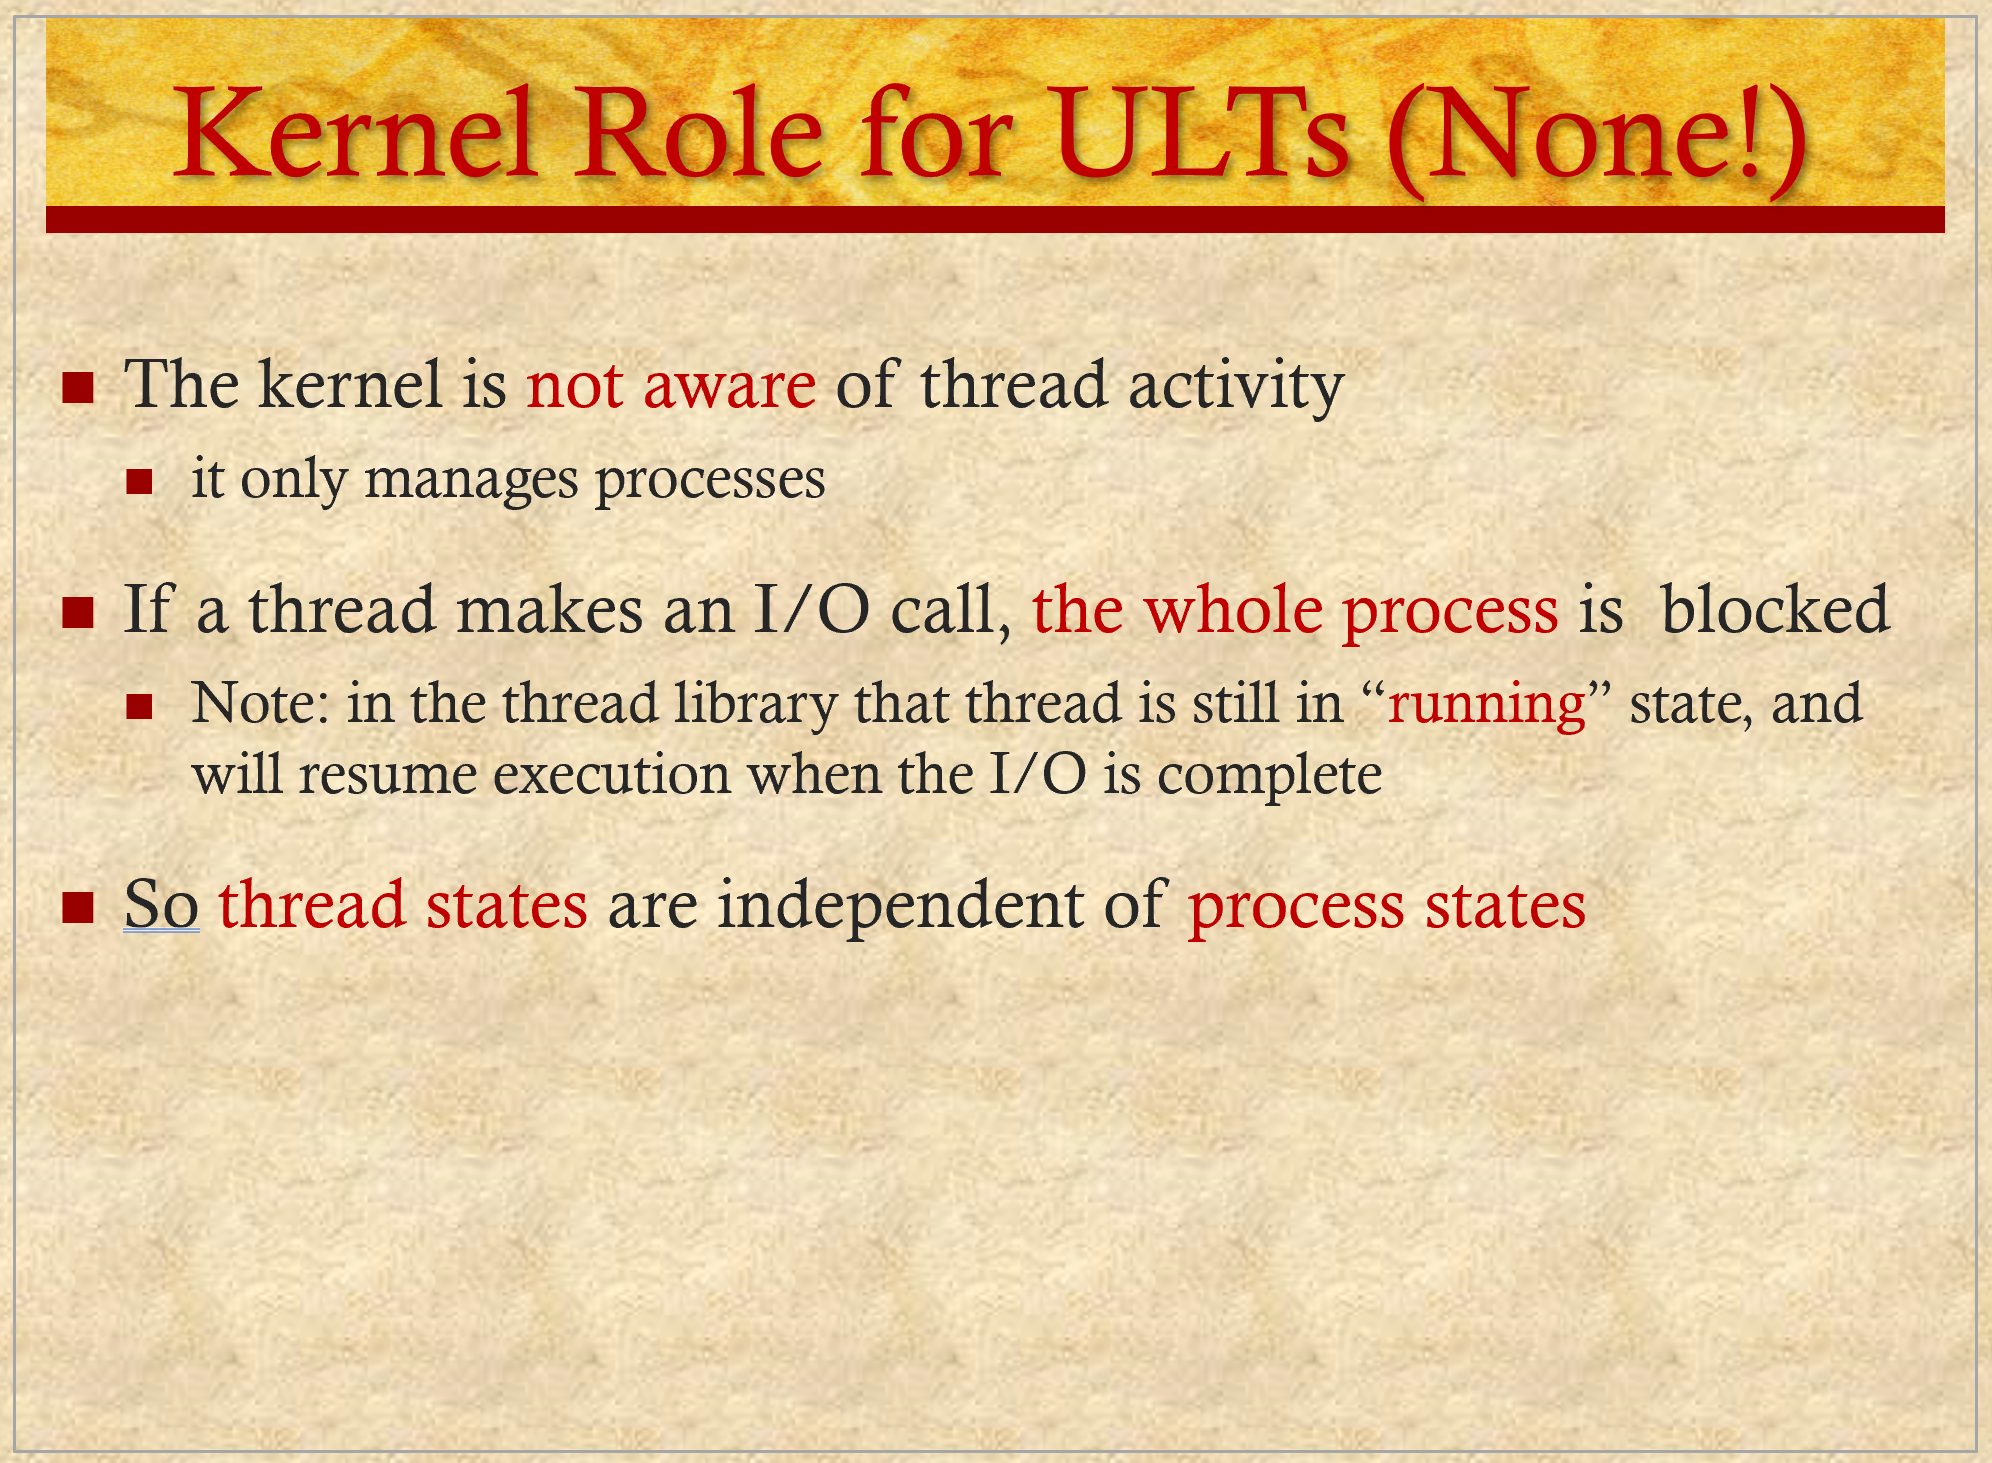 Kernel Role for ULTs (None!)
The kernel is not aware of thread activity
it only manages processes
If a thread makes an I/O call, the whole process is blocked
Note: in the thread library that thread is still in “running” state, and
will resume execution when the I/O is complete
So thread states are independent of process states